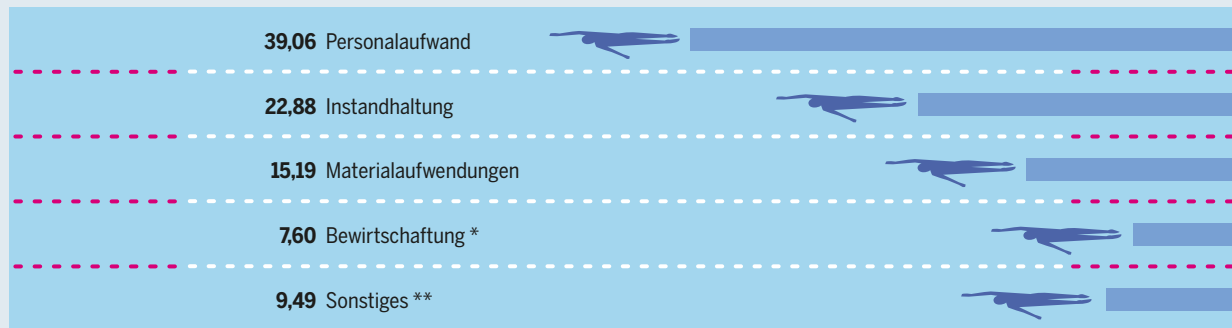 39,06 Personalaufwand
22,88 Instandhaltung
15,19 Materialaufwendungen
7,60 Bewirtschaftung *
9,49 Sonstiges **